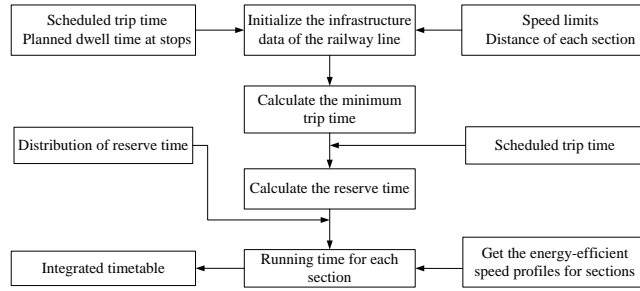 Scheduled trip time
Planned dwell time at stops
Initialize the infrastructure
data of the railway line
Speed limits
Distance of each section
Calculate the minimum
trip time
Distribution of reserve time
Scheduled trip time
Calculate the reserve time
Integrated timetable
Running time for each
section
Get the energy-efficient
speed profiles for sections